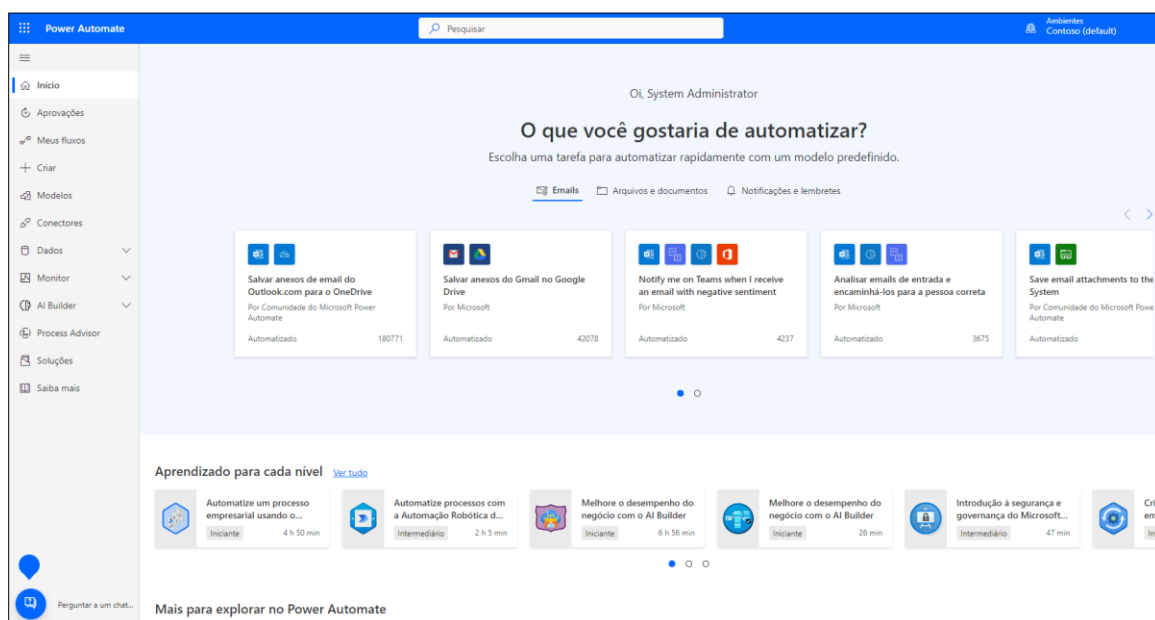 Power Automate
Pesquisar
Ambientes
Contoso (default)
Início
Aprovações
Meus fluxos
Criar
Modelos
Conectores
Dados
Monitor
AI Builder
Process Advisor
Soluções
Saiba mais
Perguntar a um chat...
Oi, System Administrator
O que você gostaria de automatizar?
Escolha uma tarefa para automatizar rapidamente com um modelo predefinido.
Emails
Arquivos e documentos
Notificações e lembretes
Salvar anexos de email do
Outlook.com para o OneDrive
Por Comunidade do Microsoft Power
Automate
Automatizado 180771
Salvar anexos do Gmail no Google
Drive
Por Microsoft
Automatizado 42078
Notify me on Teams when I receive
an email with negative sentiment
Por Microsoft
Automatizado 4237
Analisar emails de entrada e
encaminhá-los para a pessoa correta
Por Microsoft
Automatizado 3675
Save email attachments to the
System
Por Comunidade do Microsoft Powe
Automate
Automatizado
Aprendizado para cada nível Ver tudo
Automatize um processo
empresarial usando o...
Iniciante 4 h 50 min
Automatize processos com
a Automação Robótica d...
Intermediário 2 h 5 min
Melhore o desempenho do
negócio com o AI Builder
Iniciante 6 h 56 min
Melhore o desempenho do
negócio com o AI Builder
Iniciante 26 min
Introdução à segurança e
governança do Microsoft...
Intermediário 47 min
Cri
em
In
Mais para explorar no Power Automate